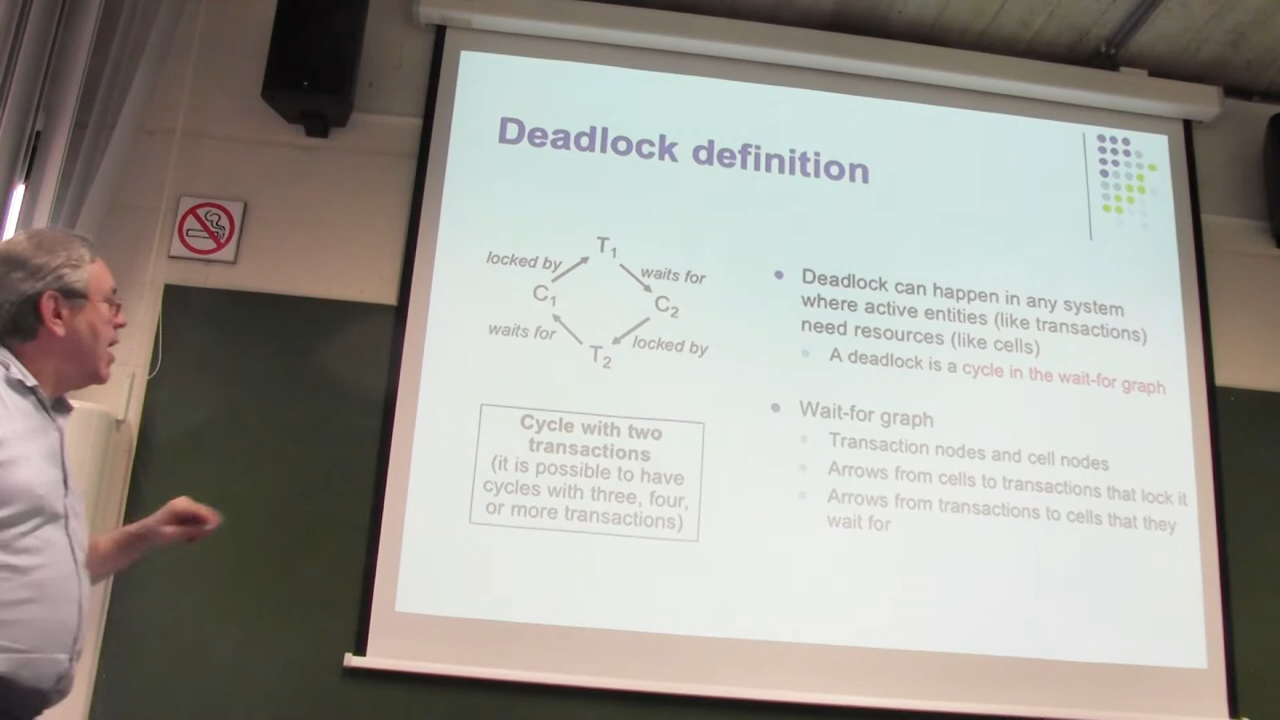 Deadlock definition
T1
locked by
waits for
C1
C2
waits for
locked by
T2
Cycle with two
transactions
(it is possible to have
cycles with three, four,
or more transactions)
Deadlock can happen in any system
where active entities (like transactions)
need resources (like cells)
A deadlock is a cycle in the wait-for graph
Wait-for graph
Transaction nodes and cell nodes
Arrows from cells to transactions that lock it
Arrows from transactions to cells that they
wait for